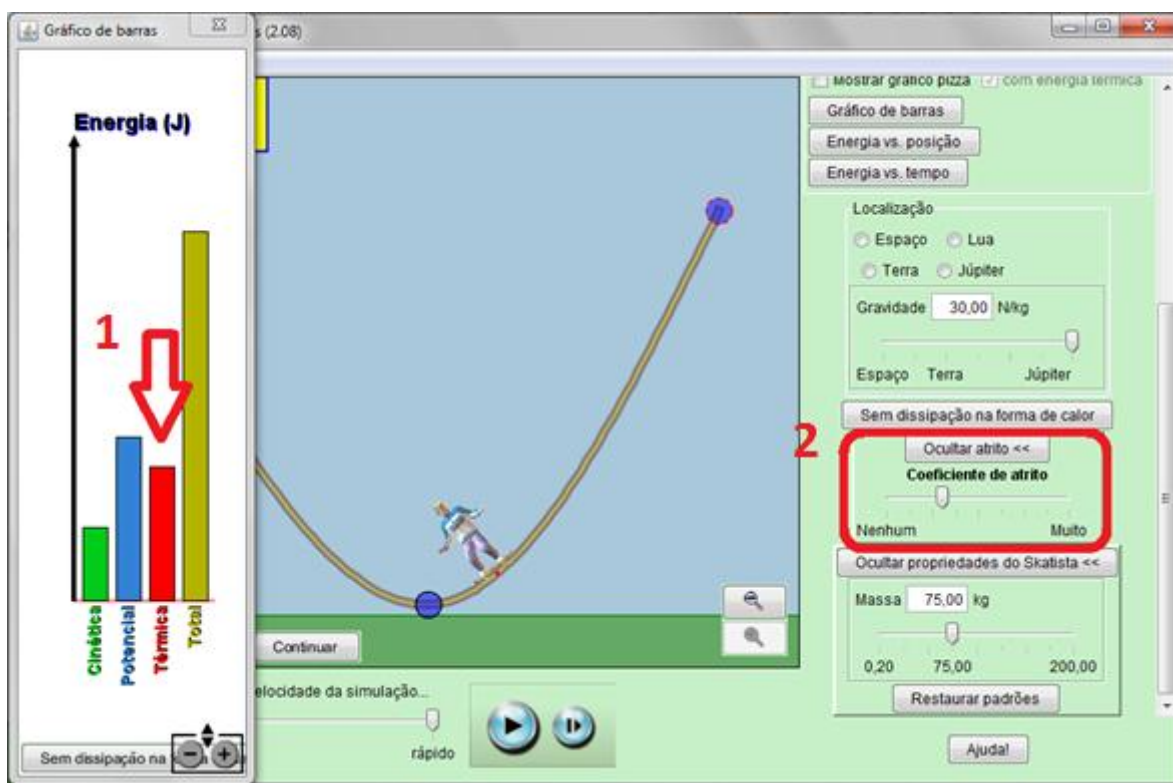 Gráfico de barras
s (2.08)
Energia (J)
1
Cinética
Potencial
Térmica
Total
Sem dissipação na
Continuar
elocidade da simulação...
rápido
Mostrar gráfico pizza
com energia térmica
Gráfico de barras
Energia vs. posição
Energia vs. tempo
Localização
Espaço Lua
Terra Júpiter
Gravidade 30,00 N/kg
Espaço Terra Júpiter
Sem dissipação na forma de calor
2
Ocultar atrito <<
Coeficiente de atrito
Nenhum Muito
Ocultar propriedades do Skatista <<
Massa 75,00 kg
0,20 75,00 200,00
Restaurar padrões
Ajuda!